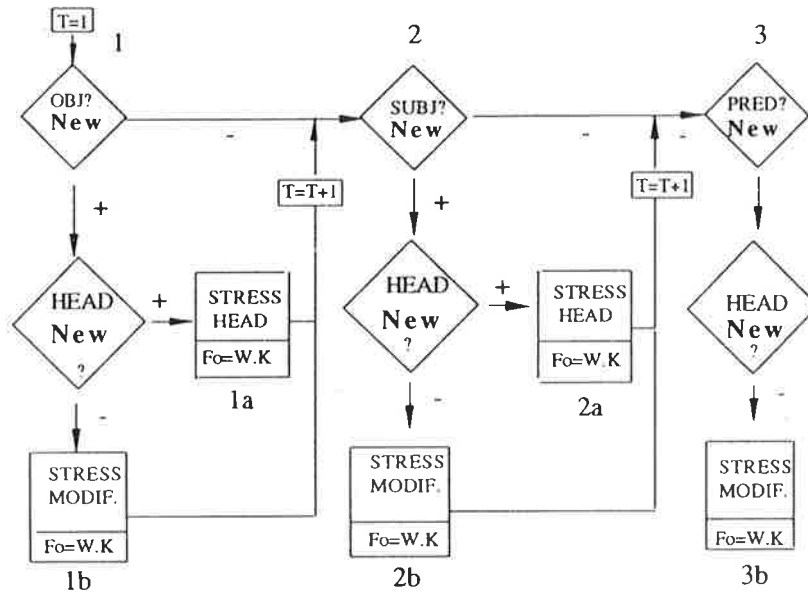 T=1
1
2
3
OBJ?
New
-
SUBJ?
New
-
-
PRED?
New
T=T+1
T=T+1
+
+
HEAD
New
?
+
STRESS
HEAD
Fo=W.K
1a
HEAD
New
?
+
STRESS
HEAD
Fo=W.K
2a
HEAD
New
?
-
-
-
STRESS
MODIF.
Fo=W.K
1b
STRESS
MODIF.
Fo=W.K
2b
STRESS
MODIF.
Fo=W.K
3b